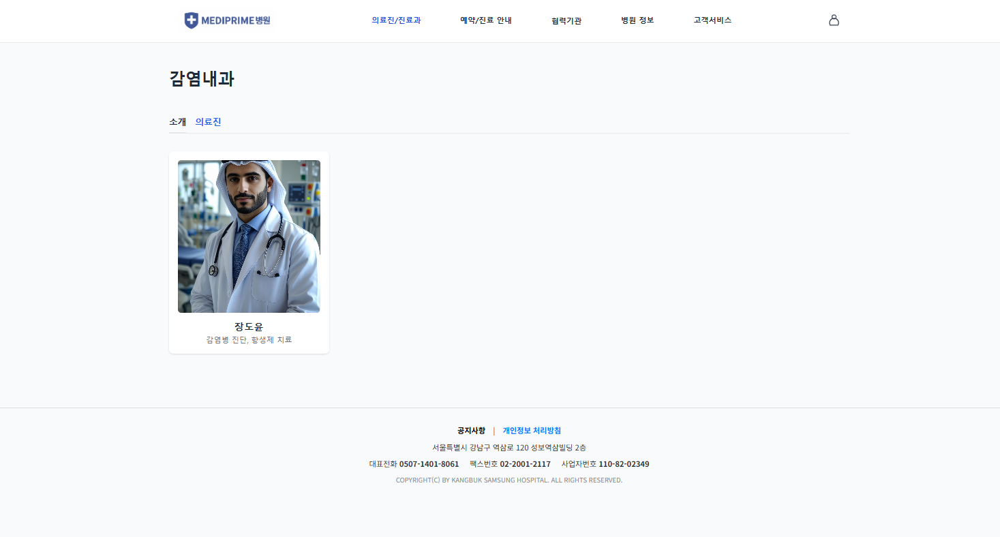 MEDIPRIME병원
의료진/진료과 예약/진료 안내 협력기관 병원 정보 고객서비스
감염내과
소개 의료진
장도윤
감염병 진단, 항생제 치료
공지사항 | 개인정보 처리방침
서울특별시 강남구 역삼로 120 성보역삼빌딩 2층
대표전화 0507-1401-8061 팩스번호 02-2001-2117 사업자번호 110-82-02349
COPYRIGHT(C) BY KANGBUK SAMSUNG HOSPITAL. ALL RIGHTS RESERVED.